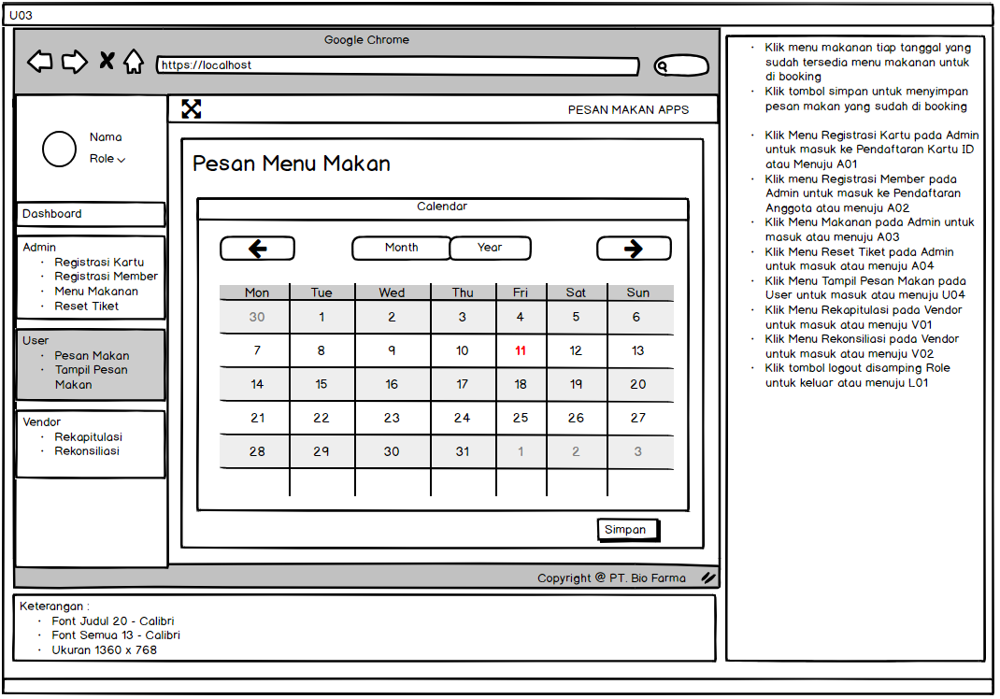 U03
Google Chrome
https://localhost
PESAN MAKAN APPS
Nama
Role
Dashboard
Admin
· Registrasi Kartu
· Registrasi Member
· Menu Makanan
· Reset Tiket
User
· Pesan Makan
· Tampil Pesan
Makan
Vendor
· Rekapitulasi
· Rekonsiliasi
Pesan Menu Makan
Calendar
Month Year
Mon Tue Wed Thu Fri Sat Sun
30 1 2 3 4 5 6
7 8 9 10 11 12 13
14 15 16 17 18 19 20
21 22 23 24 25 26 27
28 29 30 31 1 2 3
Simpan
Copyright @ PT. Bio Farma
Keterangan :
· Font Judul 20 - Calibri
· Font Semua 13 - Calibri
· Ukuran 1360 x 768
· Klik menu makanan tiap tanggal yang
sudah tersedia menu makanan untuk
di booking
· Klik tombol simpan untuk menyimpan
pesan makan yang sudah di booking
· Klik Menu Registrasi Kartu pada Admin
untuk masuk ke Pendaftaran Kartu ID
atau Menuju A01
· Klik menu Registrasi Member pada
Admin untuk masuk ke Pendaftaran
Anggota atau menuju A02
· Klik Menu Makanan pada Admin untuk
masuk atau menuju A03
· Klik Menu Reset Tiket pada Admin
untuk masuk atau menuju A04
· Klik Menu Tampil Pesan Makan pada
User untuk masuk atau menuju U04
· Klik Menu Rekapitulasi pada Vendor
untuk masuk atau menuju V01
· Klik Menu Rekonsiliasi pada Vendor
untuk masuk atau menuju V02
· Klik tombol logout disamping Role
untuk keluar atau menuju L01